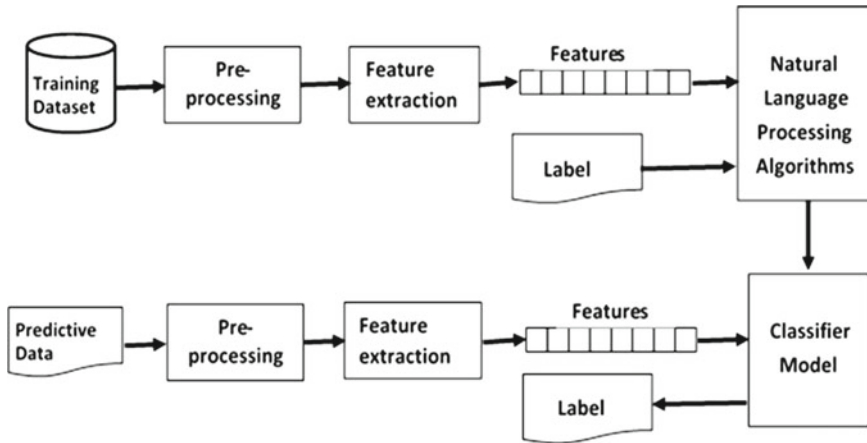 Training
Dataset
Pre-
processing
Feature
extraction
Features
Label
Natural
Language
Processing
Algorithms
Predictive
Data
Pre-
processing
Feature
extraction
Features
Label
Classifier
Model